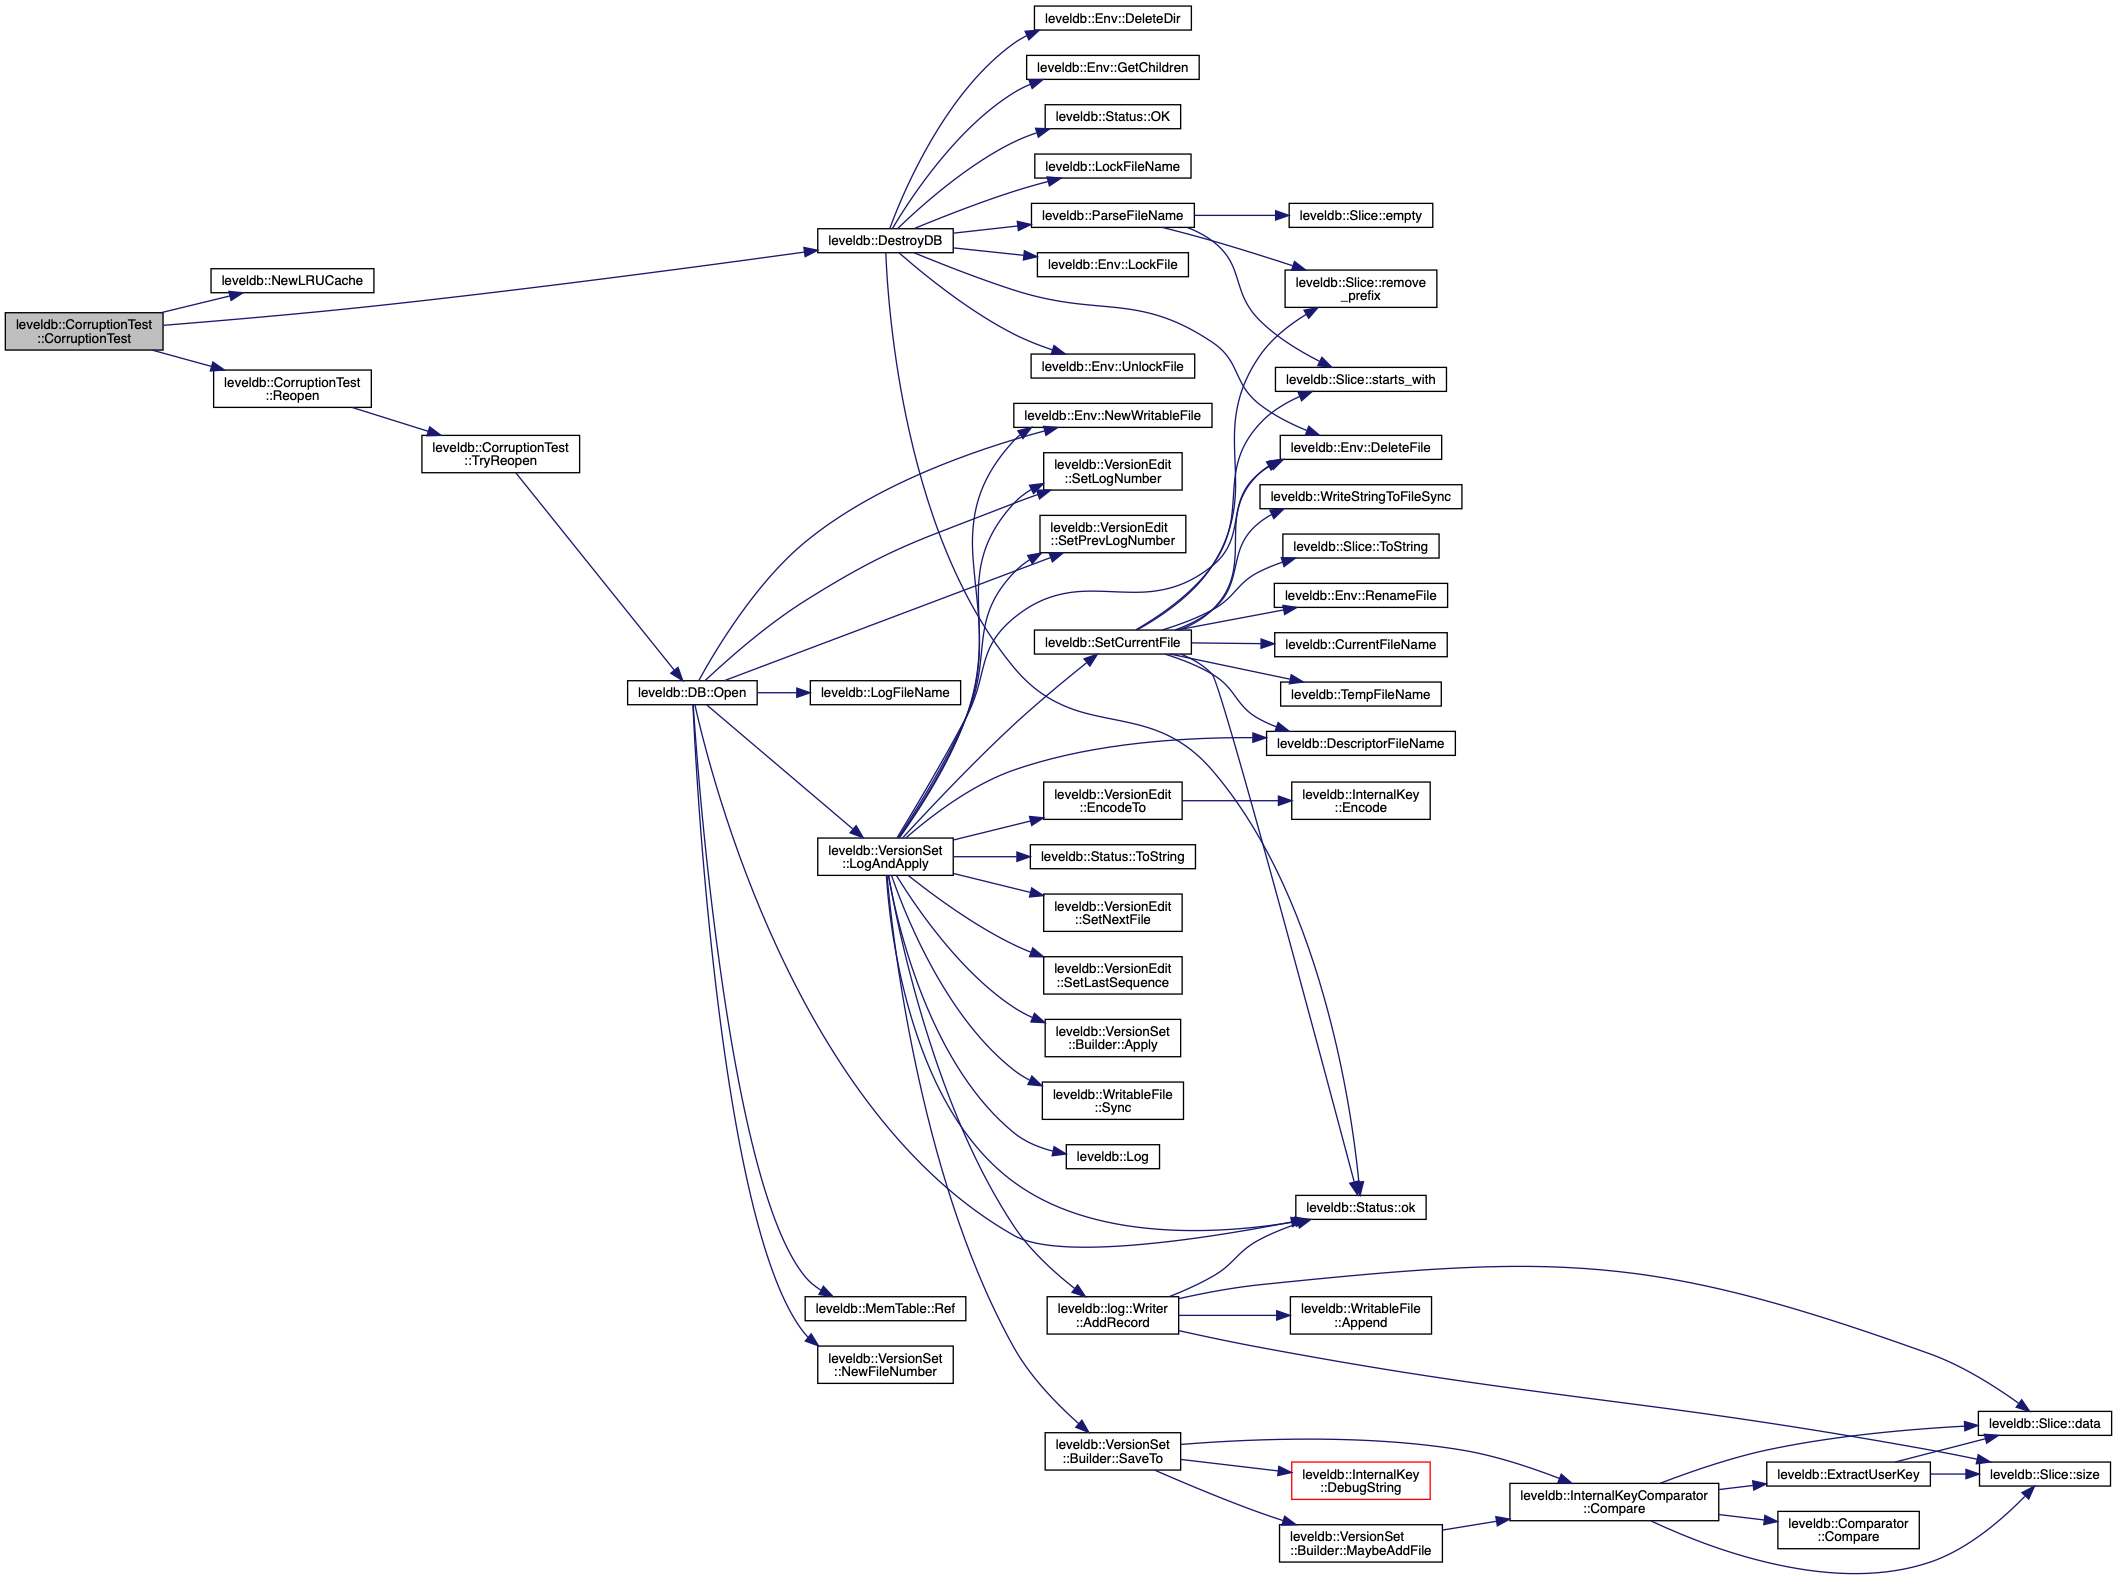 leveldb::CorruptionTest
::CorruptionTest
leveldb::NewLRUCache
leveldb::CorruptionTest
::Reopen
leveldb::CorruptionTest
::TryReopen
leveldb::DB::Open
leveldb::DestroyDB
leveldb::LogFileName
leveldb::VersionSet
::LogAndApply
leveldb::MemTable::Ref
leveldb::VersionSet
::NewFileNumber
leveldb::Env::DeleteDir
leveldb::Env::GetChildren
leveldb::Status::OK
leveldb::LockFileName
leveldb::ParseFileName
leveldb::Env::LockFile
leveldb::Env::UnlockFile
leveldb::Env::NewWritableFile
leveldb::VersionEdit
::SetLogNumber
leveldb::VersionEdit
::SetPrevLogNumber
leveldb::SetCurrentFile
leveldb::VersionEdit
::EncodeTo
leveldb::Status::ToString
leveldb::VersionEdit
::SetNextFile
leveldb::VersionEdit
::SetLastSequence
leveldb::VersionSet
::Builder::Apply
leveldb::WritableFile
::Sync
leveldb::Log
leveldb::log::Writer
::AddRecord
leveldb::VersionSet
::Builder::SaveTo
leveldb::Slice::empty
leveldb::Slice::remove
_prefix
leveldb::Slice::starts_with
leveldb::Env::DeleteFile
leveldb::WriteStringToFileSync
leveldb::Slice::ToString
leveldb::Env::RenameFile
leveldb::CurrentFileName
leveldb::TempFileName
leveldb::DescriptorFileName
leveldb::InternalKey
::Encode
leveldb::Status::ok
leveldb::WritableFile
::Append
leveldb::InternalKey
::DebugString
leveldb::VersionSet
::Builder::MaybeAddFile
leveldb::InternalKeyComparator
::Compare
leveldb::ExtractUserKey
leveldb::Comparator
::Compare
leveldb::Slice::data
leveldb::Slice::size